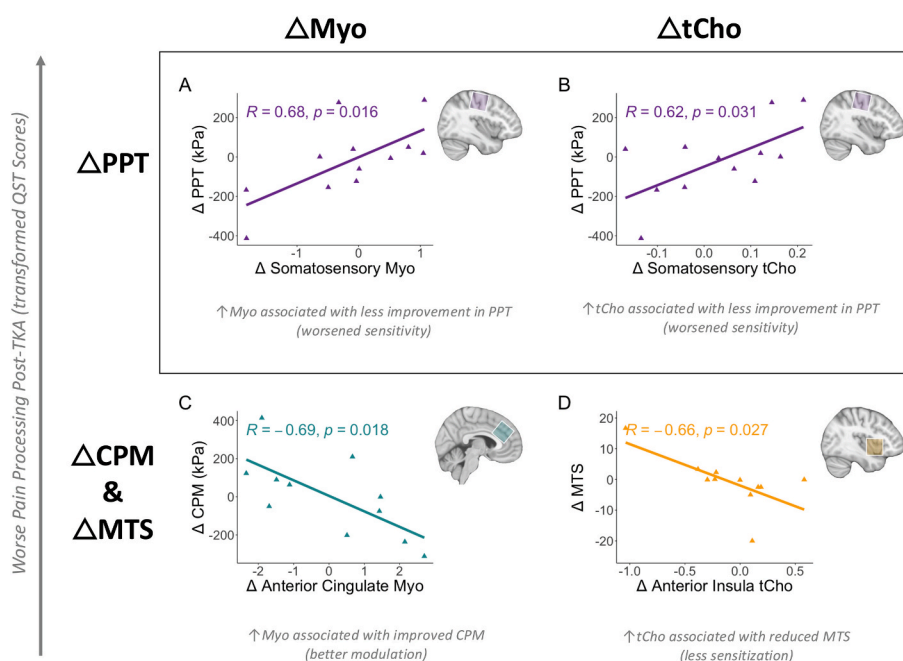 △Myo
△tCho
Worse Pain Processing Post-TKA (transformed QST Scores)
△PPT
A
R = 0.68, p = 0.016
Δ PPT (kPa)
200
0
-200
-400
-1
0
1
Δ Somatosensory Myo
↑Myo associated with less improvement in PPT
(worsened sensitivity)
B
R = 0.62, p = 0.031
Δ PPT (kPa)
200
0
-200
-400
-0.1
0.0
0.1
0.2
Δ Somatosensory tCho
↑tCho associated with less improvement in PPT
(worsened sensitivity)
△CPM
&
△MTS
C
R = −0.69, p = 0.018
Δ CPM (kPa)
400
200
0
-200
-2
-1
0
1
2
Δ Anterior Cingulate Myo
↑Myo associated with improved CPM
(better modulation)
D
R = −0.66, p = 0.027
Δ MTS
20
10
0
-10
-20
-1.0
-0.5
0.0
0.5
Δ Anterior Insula tCho
↑tCho associated with reduced MTS
(less sensitization)